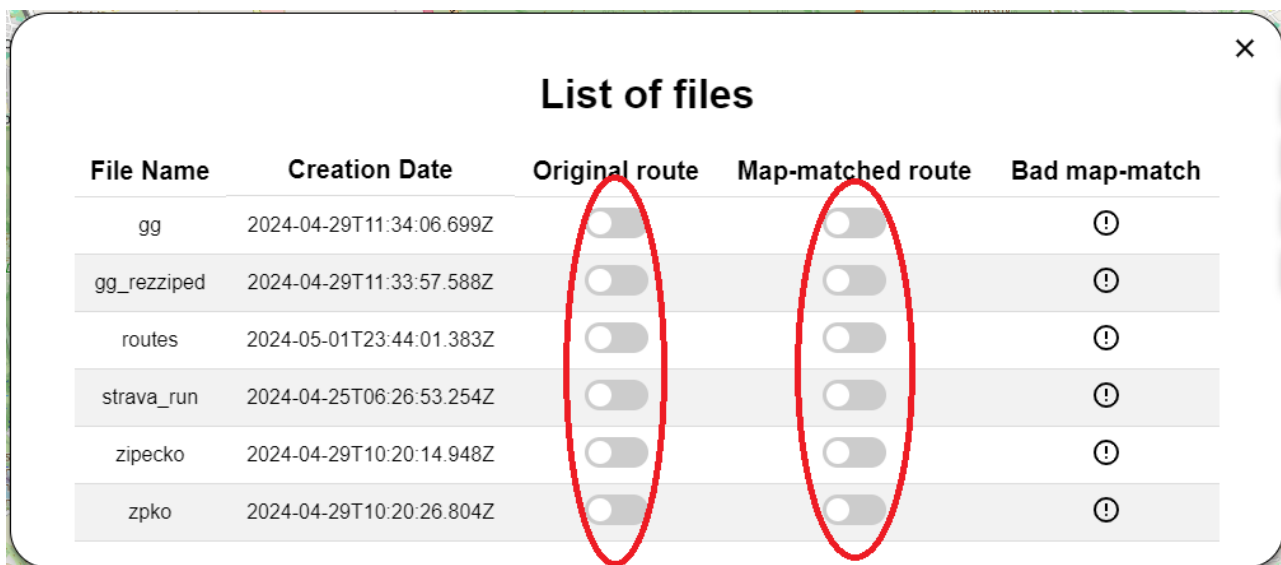 List of files
File Name Creation Date Original route Map-matched route Bad map-match
gg 2024-04-29T11:34:06.699Z
gg_rezziped 2024-04-29T11:33:57.588Z
routes 2024-05-01T23:44:01.383Z
strava_run 2024-04-25T06:26:53.254Z
zipecko 2024-04-29T10:20:14.948Z
zpko 2024-04-29T10:20:26.804Z